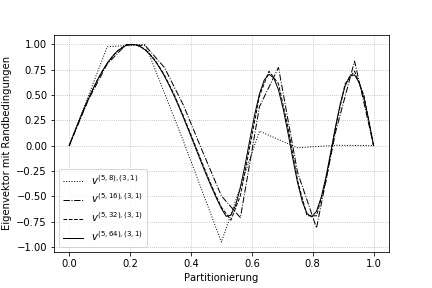 Eigenvektor mit Randbedingungen
1.00
0.75
0.50
0.25
0.00
−0.25
−0.50
−0.75
−1.00
v^(5,8),(3,1)
v^(5,16),(3,1)
v^(5,32),(3,1)
v^(5,64),(3,1)
0.0 0.2 0.4 0.6 0.8 1.0
Partitionierung